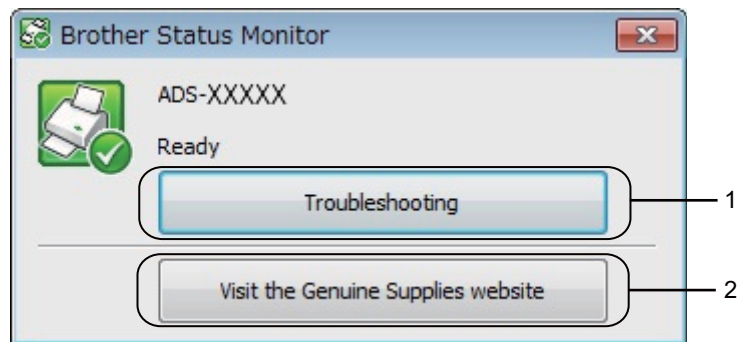 Brother Status Monitor
ADS-XXXXX
Ready
Troubleshooting
1
Visit the Genuine Supplies website
2